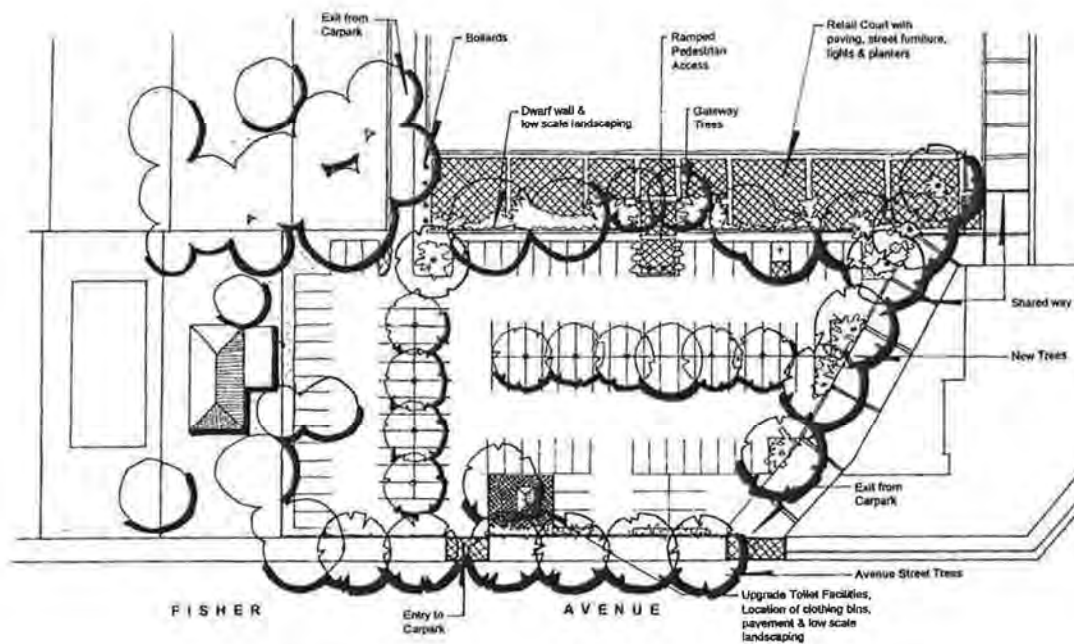 Exit from
Carpark
Bollards
Ramped
Pedestrian
Access
Retail Court with
paving, street furniture,
lights & planters
Dwarf wall &
low scale landscaping
Gateway
Trees
Shared way
New Trees
Exit from
Carpark
Avenue Street Trees
FISHER
Entry to
Carpark
AVENUE
Upgrade Toilet Facilities,
Location of clothing bins,
pavement & low scale
landscaping